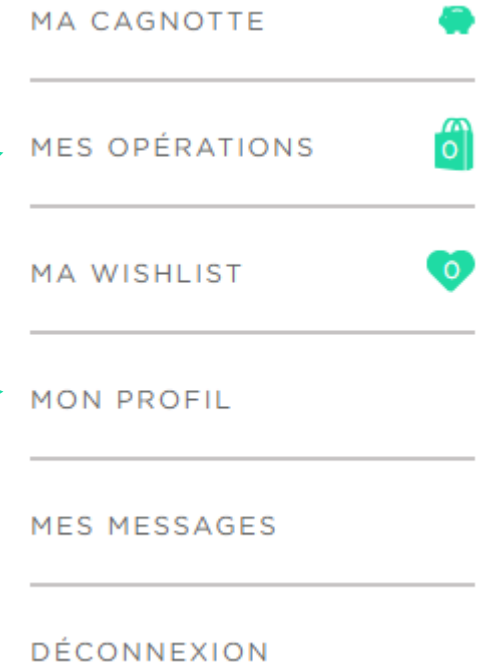 MA CAGNOTTE
MES OPÉRATIONS 0
MA WISHLIST 0
MON PROFIL
MES MESSAGES
DÉCONNEXION